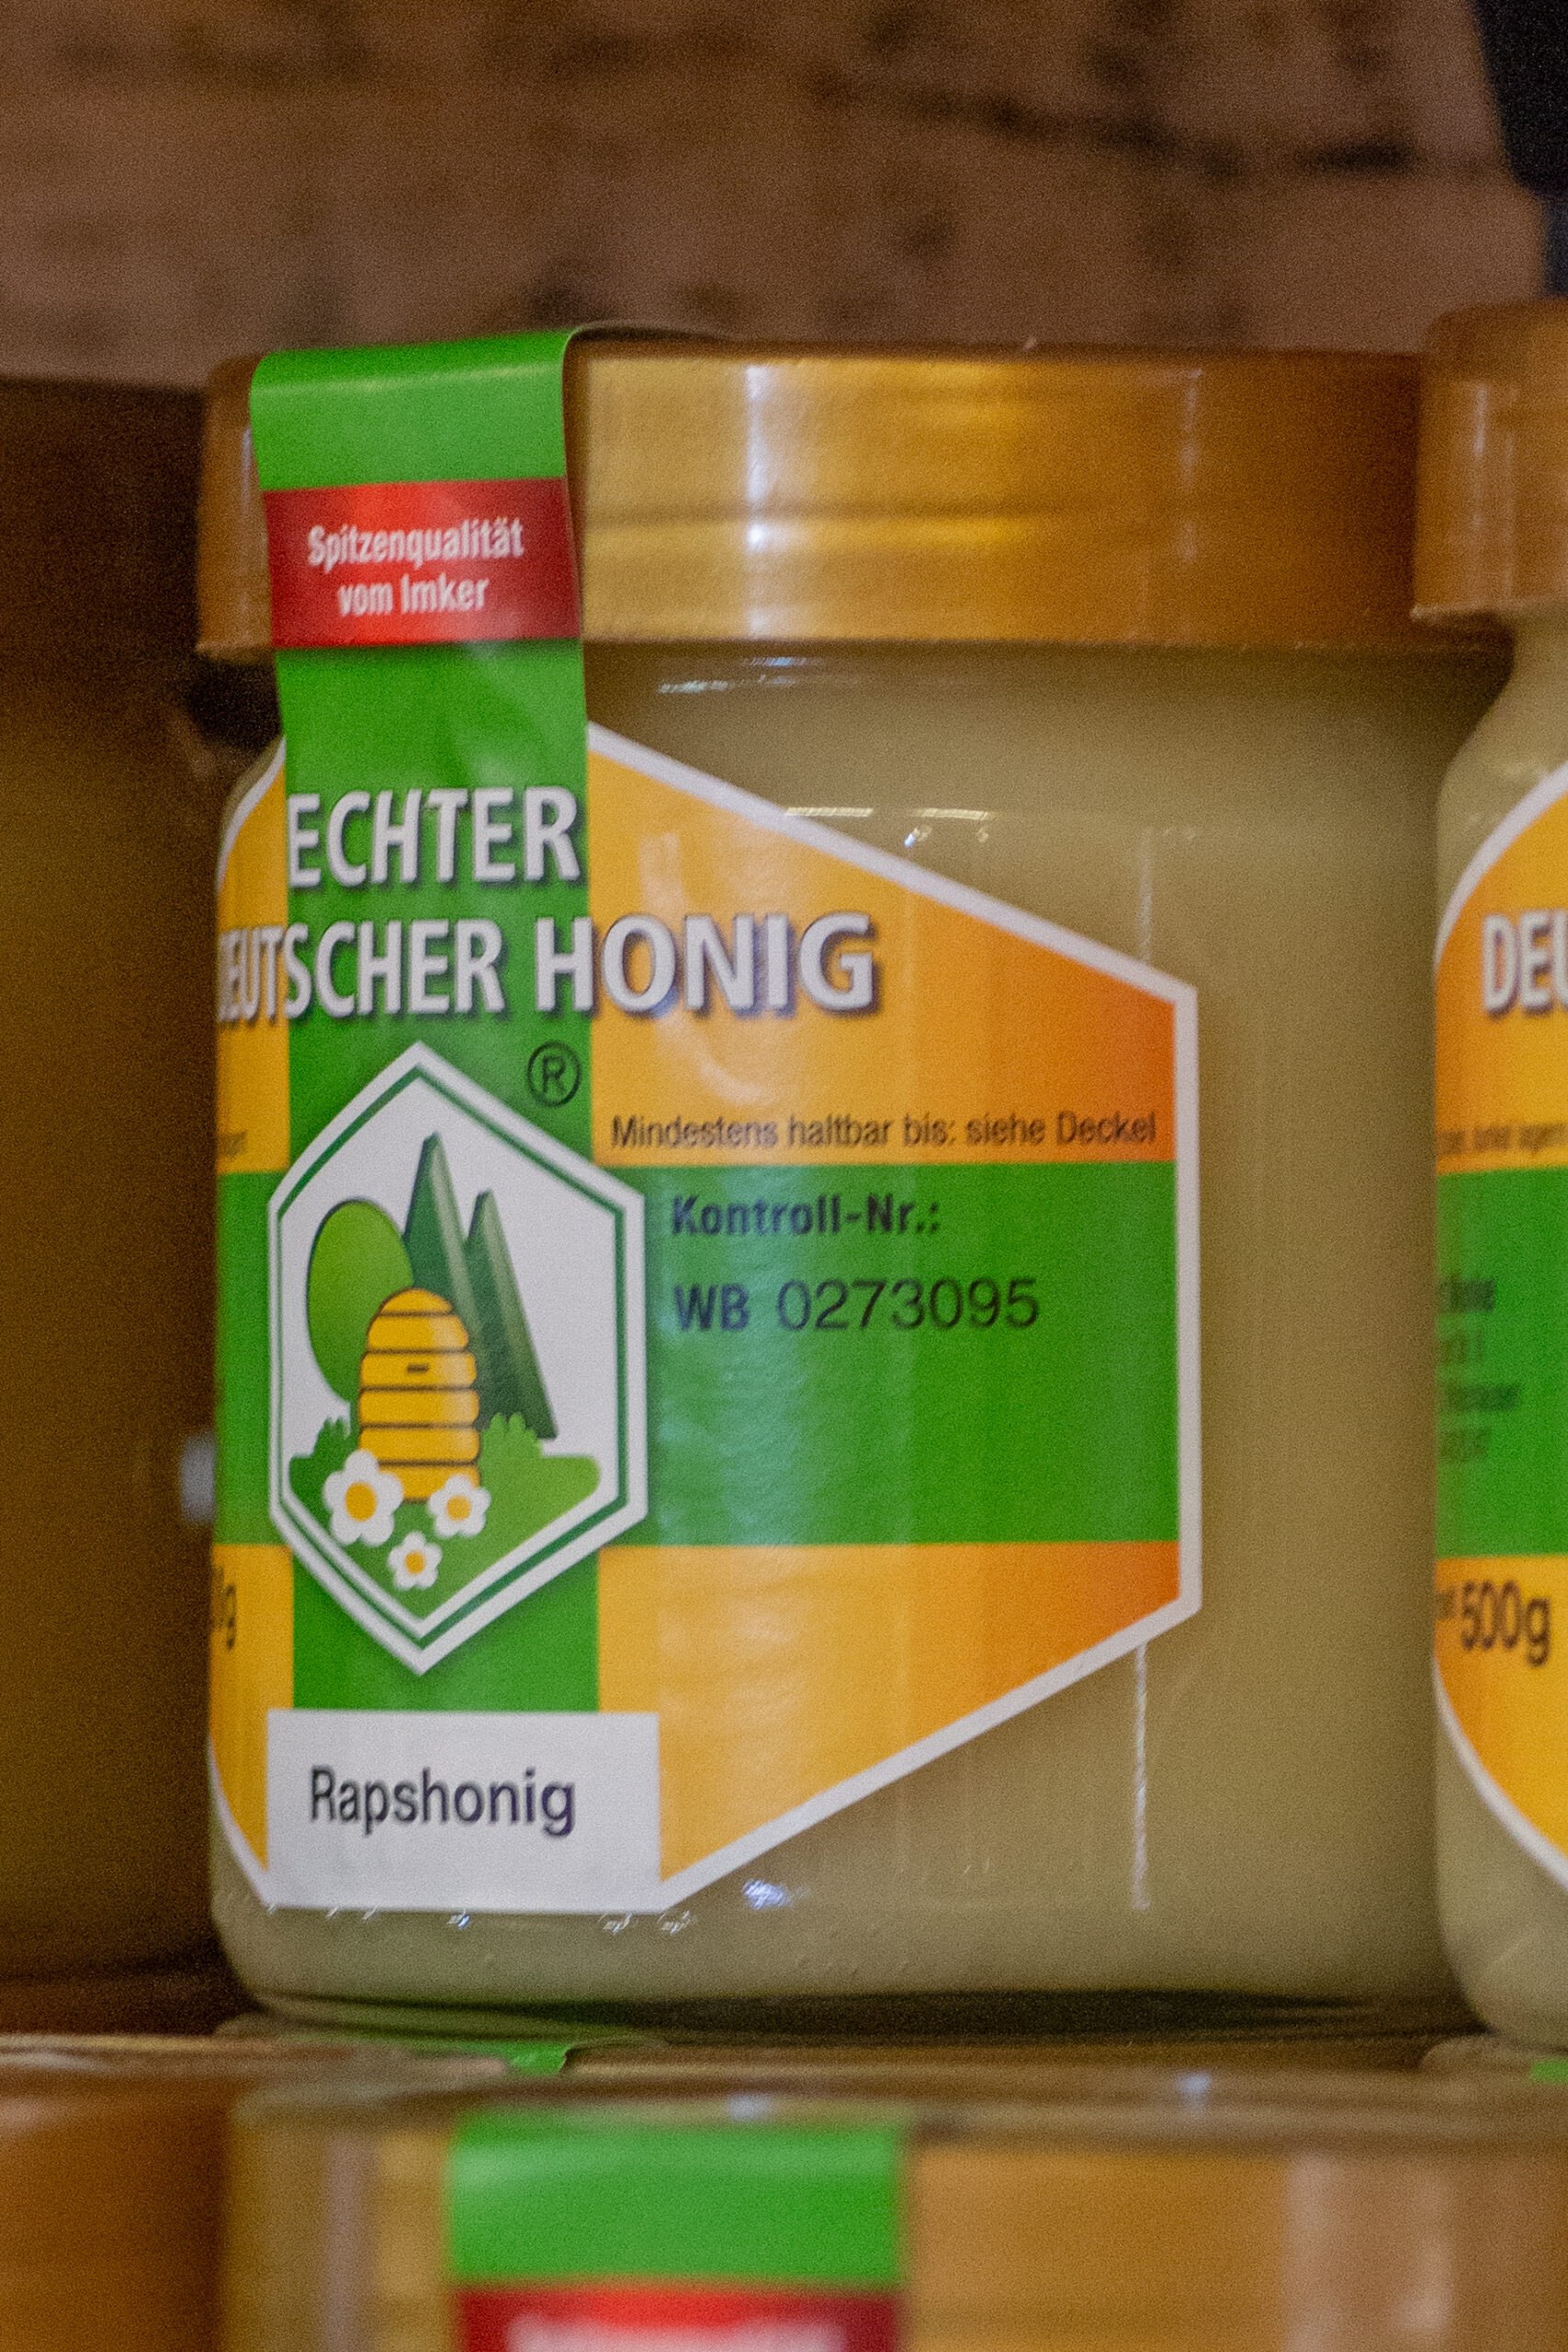 Spitzenqualität
vom Imker
ECHTER
DEUTSCHER HONIG
®
Mindestens haltbar bis: siehe Deckel
Kontroll-Nr.:
WB 0273095
Rapshonig
DEU
500g